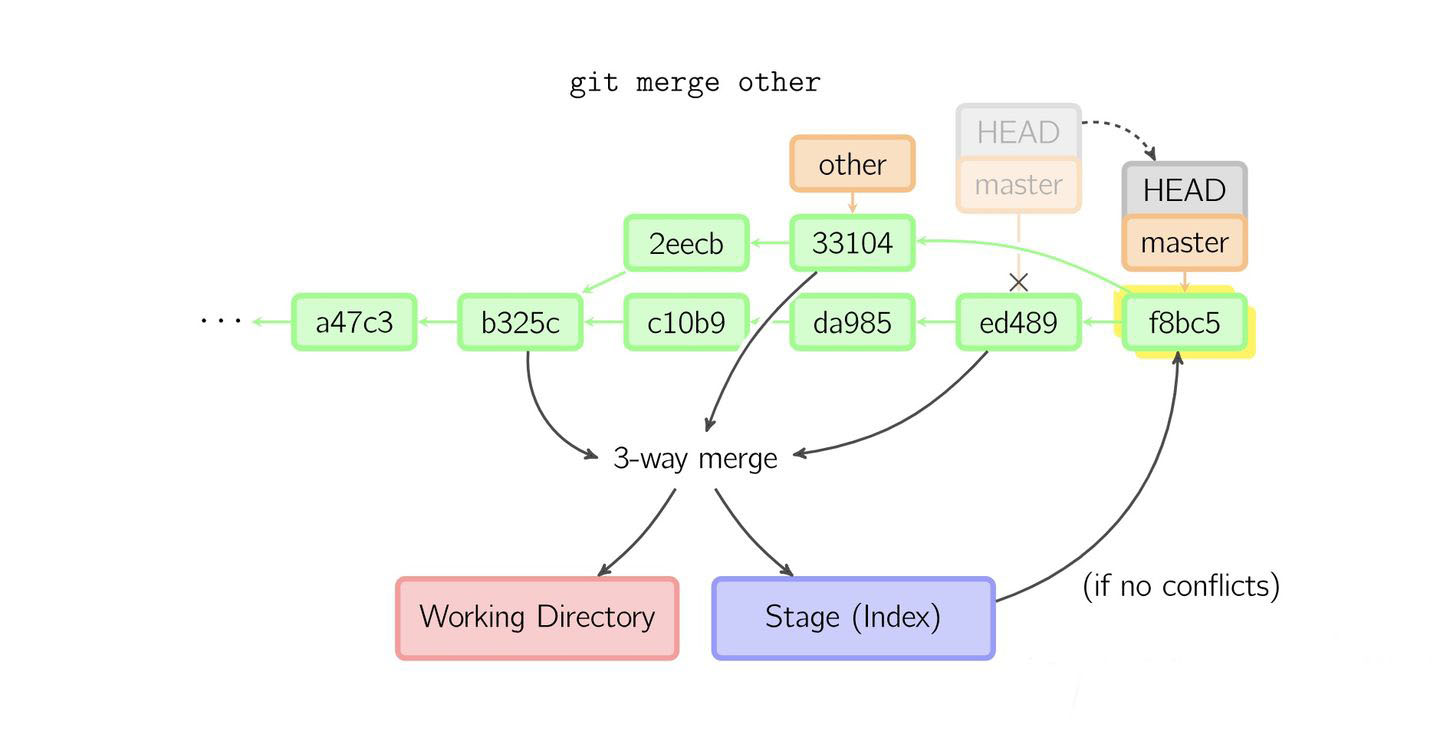 git merge other
HEAD
other
master
HEAD
2eecb
33104
master
...
a47c3
b325c
c10b9
da985
ed489
f8bc5
3-way merge
(if no conflicts)
Working Directory
Stage (Index)